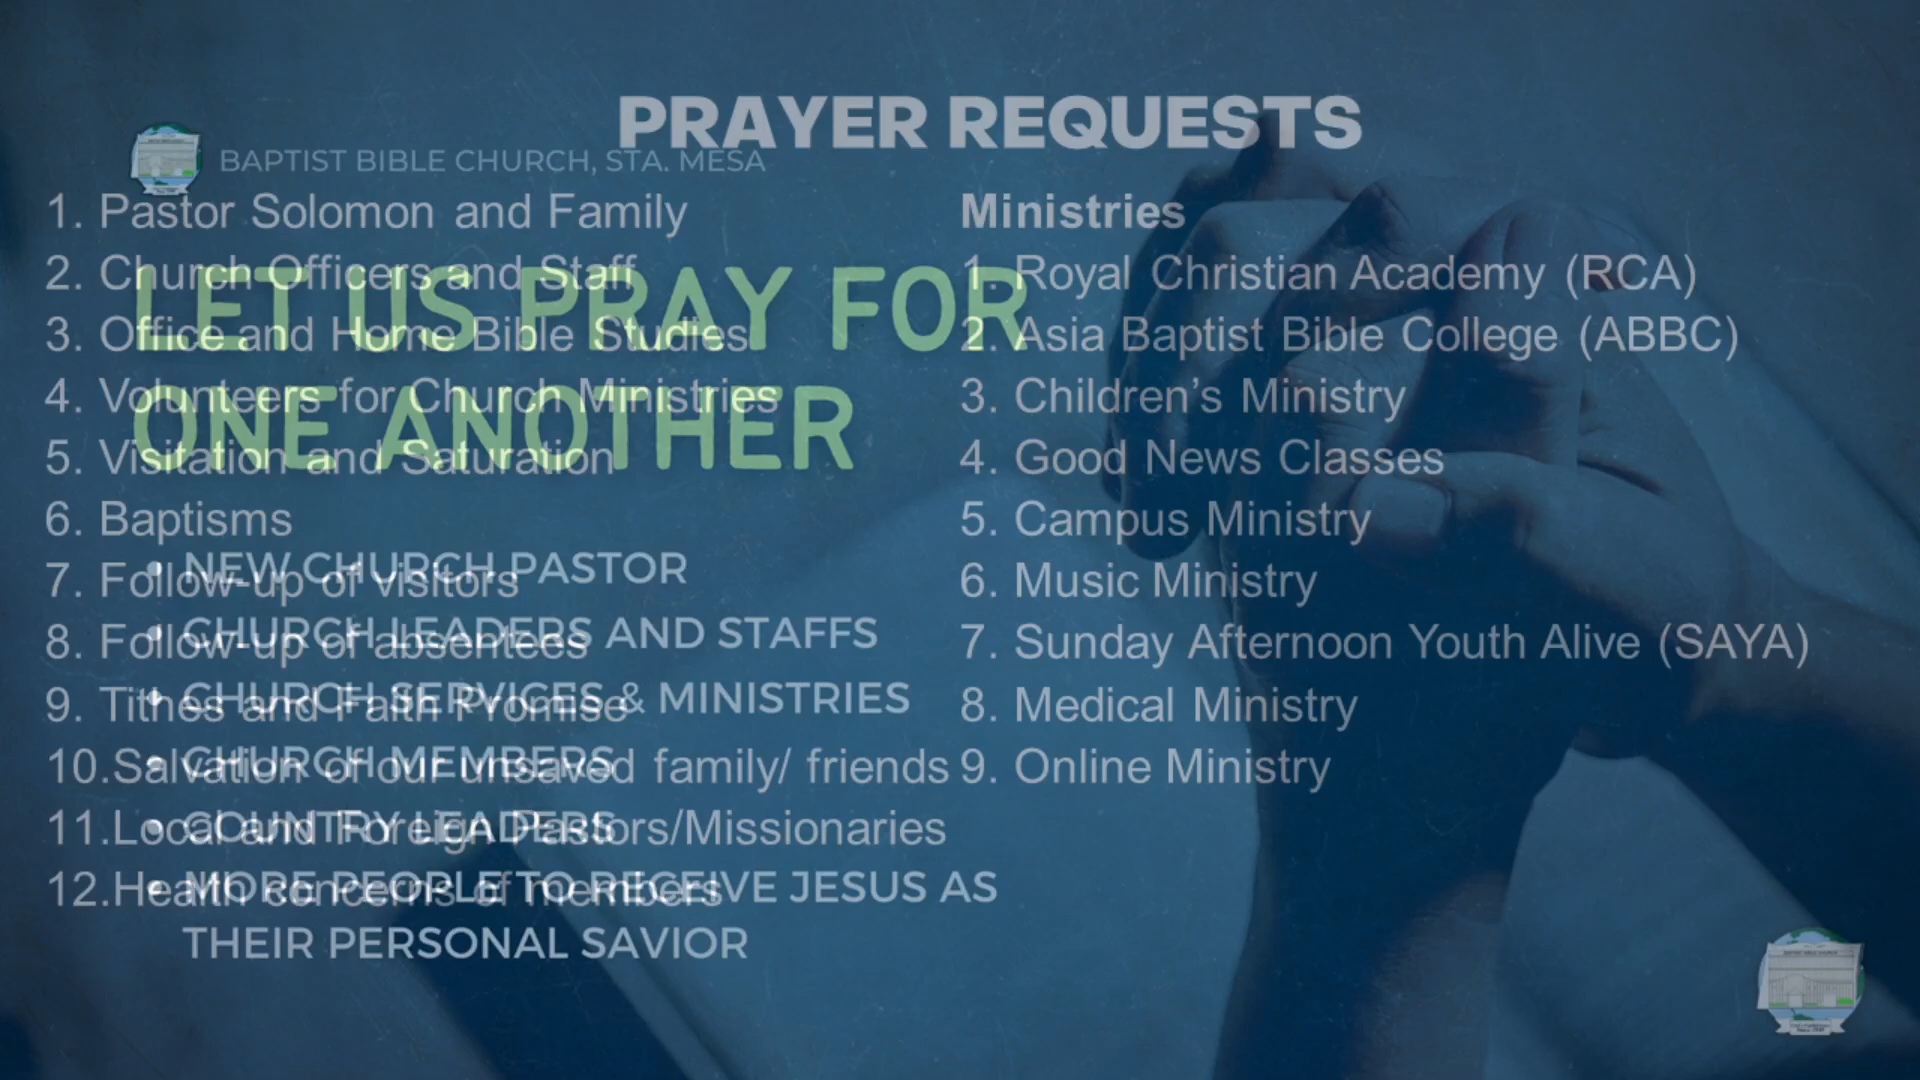 PRAYER REQUESTS
1. Pastor Solomon and Family
2. Church Officers and Staff
3. Office and Home Bible Studies
4. Volunteers for Church Ministries
5. Visitation and Saturation
6. Baptisms
7. Follow-up of visitors
8. Follow-up of absentees
9. Tithes and Faith Promise
10.Salvation of our unsaved family/ friends
11.Local and Foreign Pastors/Missionaries
12.Health concerns of members
Ministries
1. Royal Christian Academy (RCA)
2. Asia Baptist Bible College (ABBC)
3. Children’s Ministry
4. Good News Classes
5. Campus Ministry
6. Music Ministry
7. Sunday Afternoon Youth Alive (SAYA)
8. Medical Ministry
9. Online Ministry
BAPTIST BIBLE CHURCH, STA. MESA
LET US PRAY FOR
ONE ANOTHER
• NEW CHURCH PASTOR
• CHURCH LEADERS AND STAFFS
• CHURCH SERVICES & MINISTRIES
• CHURCH MEMBERS
• COUNTRY LEADERS
• MORE PEOPLE TO RECEIVE JESUS AS
THEIR PERSONAL SAVIOR